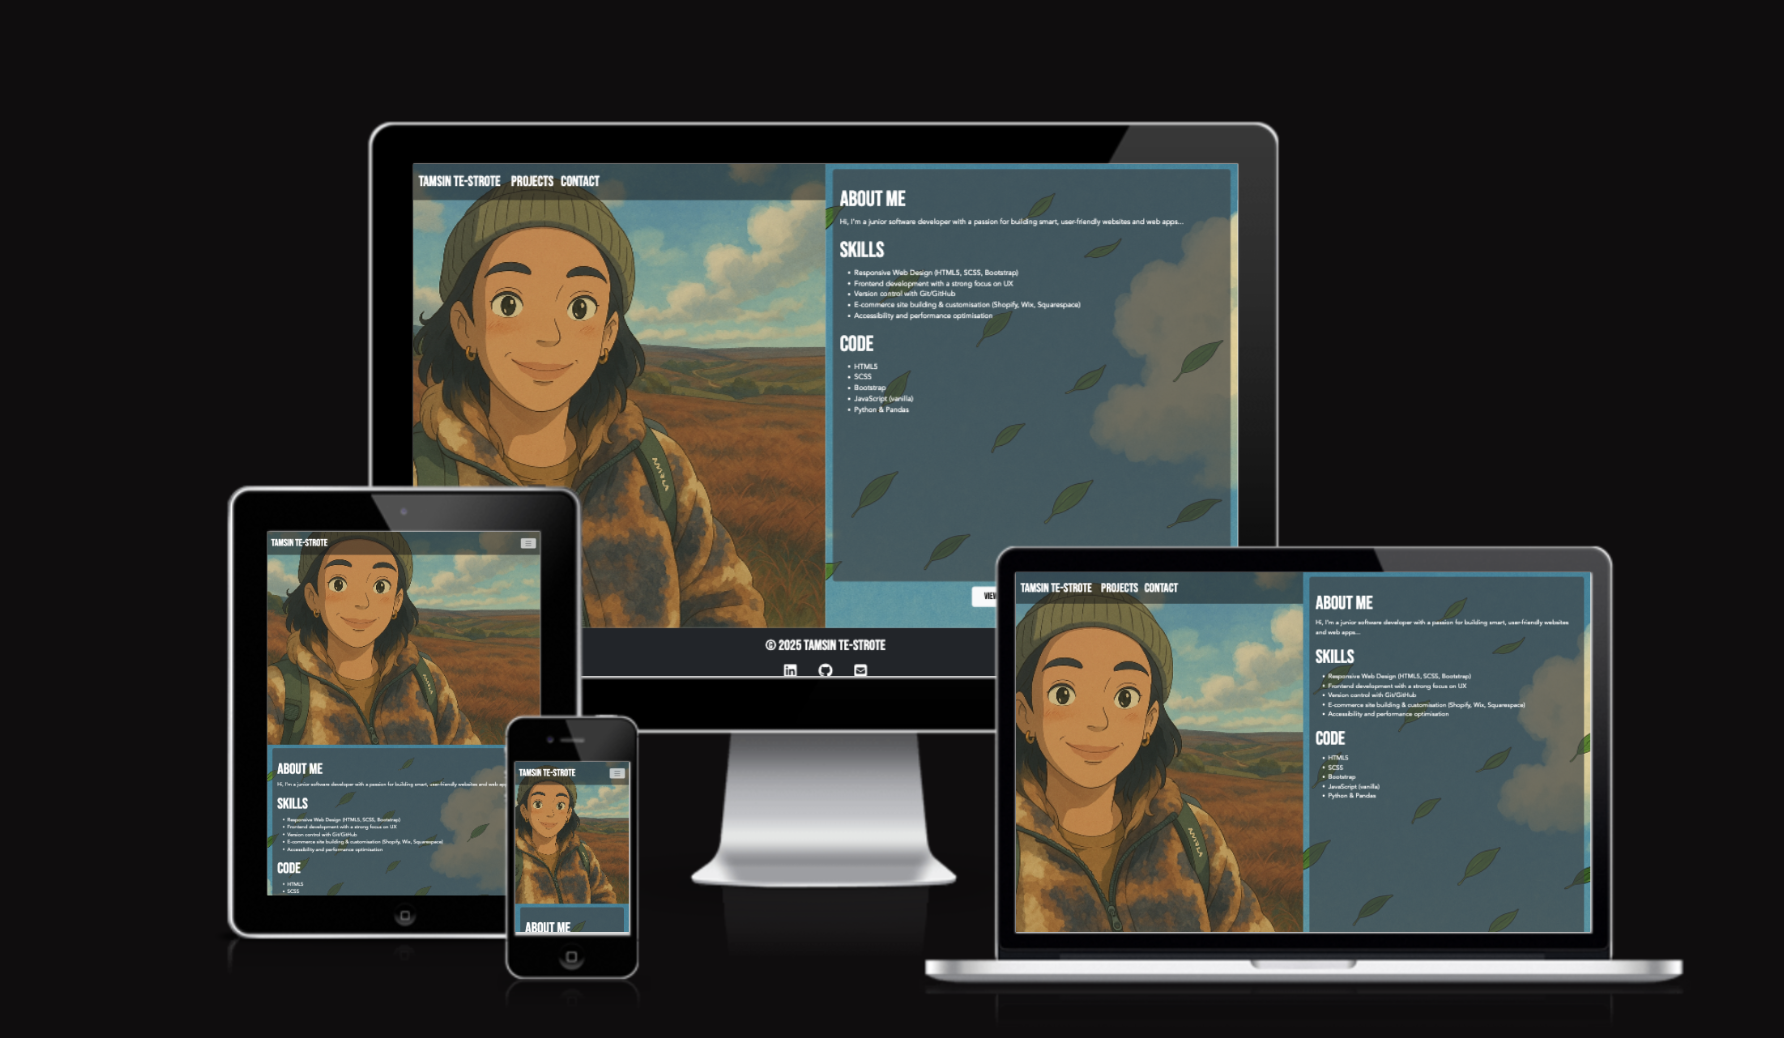 TAMSIN TE-STROTE PROJECTS CONTACT
ABOUT ME
Hi, I'm a junior software developer with a passion for building smart, user-friendly websites and web apps...
SKILLS
• Responsive Web Design (HTML5, SCSS, Bootstrap)
• Frontend development with a strong focus on UX
• Version control with Git/GitHub
• E-commerce site building & customisation (Shopify, Wix, Squarespace)
• Accessibility and performance optimisation
CODE
• HTML5
• SCSS
• Bootstrap
• JavaScript (vanilla)
• Python & Pandas
© 2025 TAMSIN TE-STROTE
TAMSIN TE-STROTE
ABOUT ME
Hi, I'm a junior software developer with a passion for building smart, user-friendly websites and web
SKILLS
• Responsive Web Design (HTML5, SCSS, Bootstrap)
• Frontend development with a strong focus on UX
• Version control with Git/GitHub
• E-commerce site building & customisation (Shopify, Wix, Squarespace)
• Accessibility and performance optimisation
CODE
• HTML5
• SCSS
TAMSIN TE-STROTE
ABOUT ME
TAMSIN TE-STROTE PROJECTS CONTACT
ABOUT ME
Hi, I'm a junior software developer with a passion for building smart, user-friendly websites
and web apps...
SKILLS
• Responsive Web Design (HTML5, SCSS, Bootstrap)
• Frontend development with a strong focus on UX
• Version control with Git/GitHub
• E-commerce site building & customisation (Shopify, Wix, Squarespace)
• Accessibility and performance optimisation
CODE
• HTML5
• SCSS
• Bootstrap
• JavaScript (vanilla)
• Python & Pandas